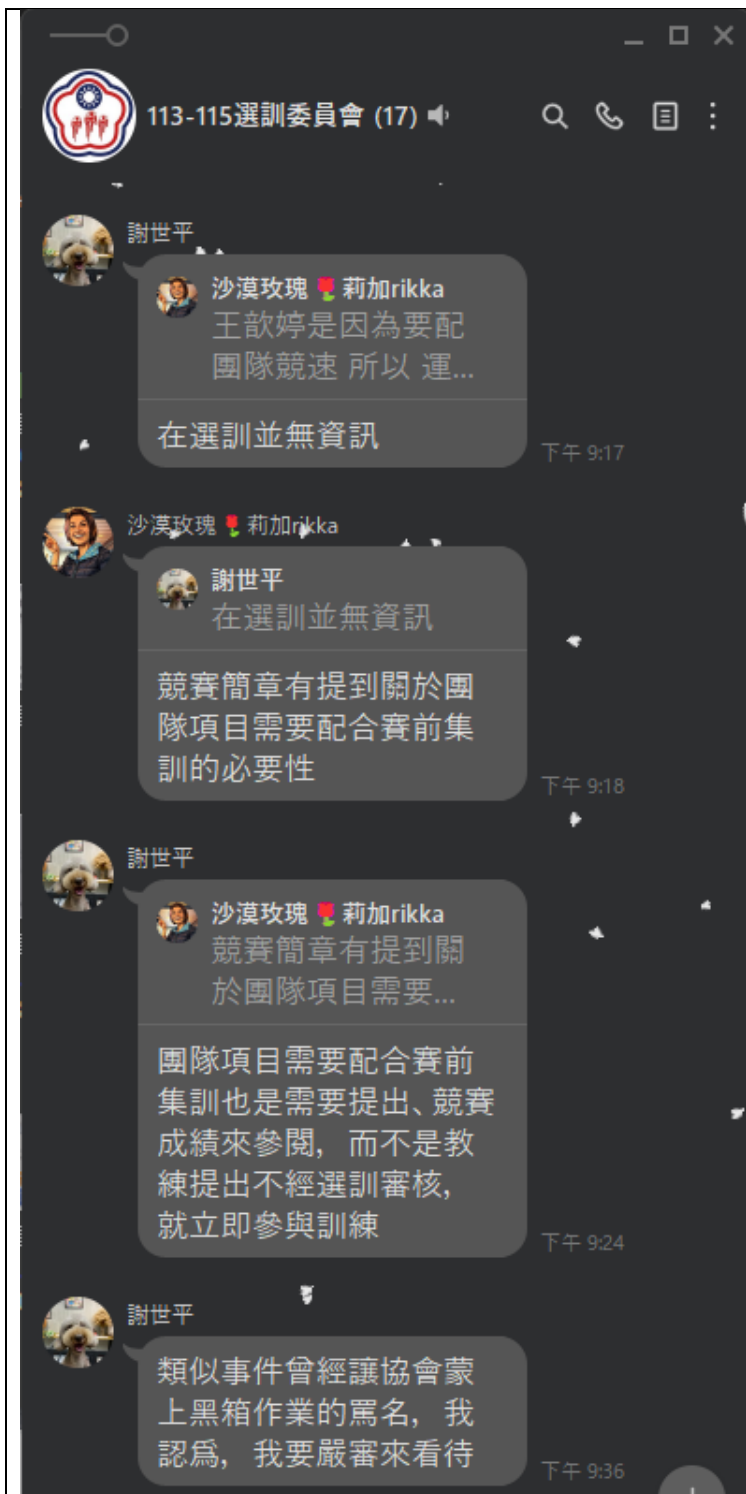 113-115選訓委員會 (17)
謝世平
沙漠玫瑰🌹莉加rikka
王歆婷是因為要配
團隊競速 所以 運...
在選訓並無資訊
下午 9:17
沙漠玫瑰🌹莉加rikka
謝世平
在選訓並無資訊
競賽簡章有提到關於團
隊項目需要配合賽前集
訓的必要性
下午 9:18
謝世平
沙漠玫瑰🌹莉加rikka
競賽簡章有提到關
於團隊項目需要...
團隊項目需要配合賽前
集訓也是需要提出、競賽
成績來參閱，而不是教
練提出不經選訓審核，
就立即參與訓練
下午 9:24
謝世平
類似事件曾經讓協會蒙
上黑箱作業的罵名，我
認爲，我要嚴審來看待
下午 9:36